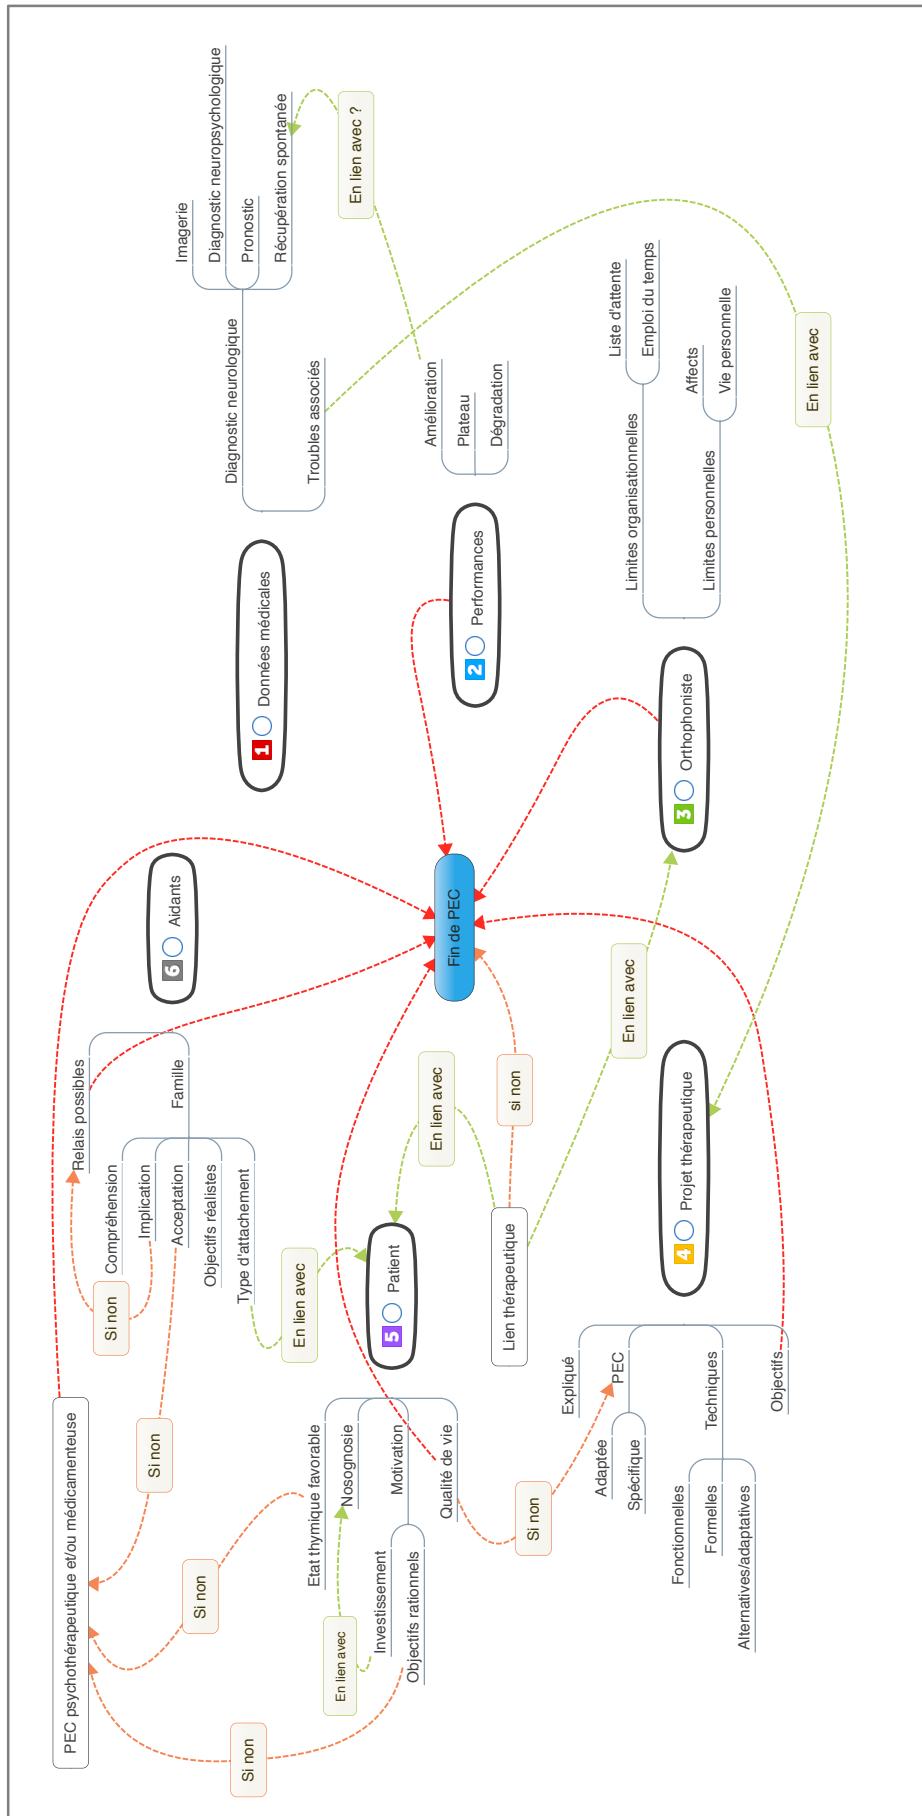 PEC psychothérapeutique et/ou médicamenteuse
Si non
Si non
Si non
Si non
Relais possibles
Famille
Compréhension
Implication
Acceptation
Objectifs réalistes
Type d'attachement
6 Aidants
En lien avec
5 Patient
Etat thymique favorable
Nosognosie
Motivation
Qualité de vie
Investissement
Objectifs rationnels
En lien avec
Si non
Lien thérapeutique
En lien avec
si non
En lien avec
Fin de PEC
1 Données médicales
Diagnostic neurologique
Imagerie
Diagnostic neuropsychologique
Pronostic
Récupération spontanée
Troubles associés
En lien avec ?
2 Performances
Amélioration
Plateau
Dégradation
3 Orthophoniste
Limites organisationnelles
Liste d'attente
Emploi du temps
Limites personnelles
Affects
Vie personnelle
En lien avec
4 Projet thérapeutique
Expliqué
PEC
Adaptée
Spécifique
Techniques
Fonctionnelles
Formelles
Alternatives/adaptatives
Objectifs